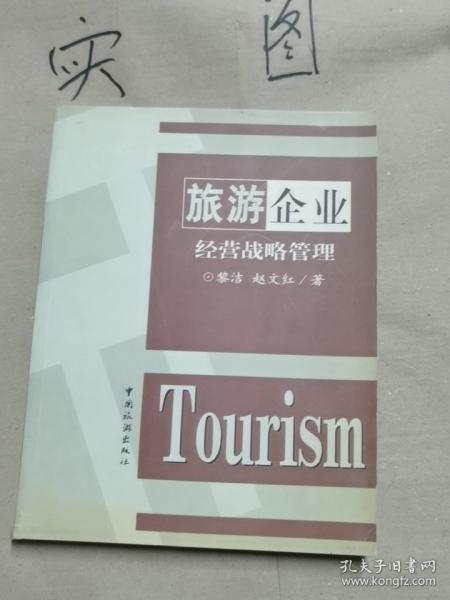 实 图
旅游企业
经营战略管理
⊙黎洁 赵文红/著
Tourism
中国旅游出版社
孔夫子旧书网
www.kongfz.com